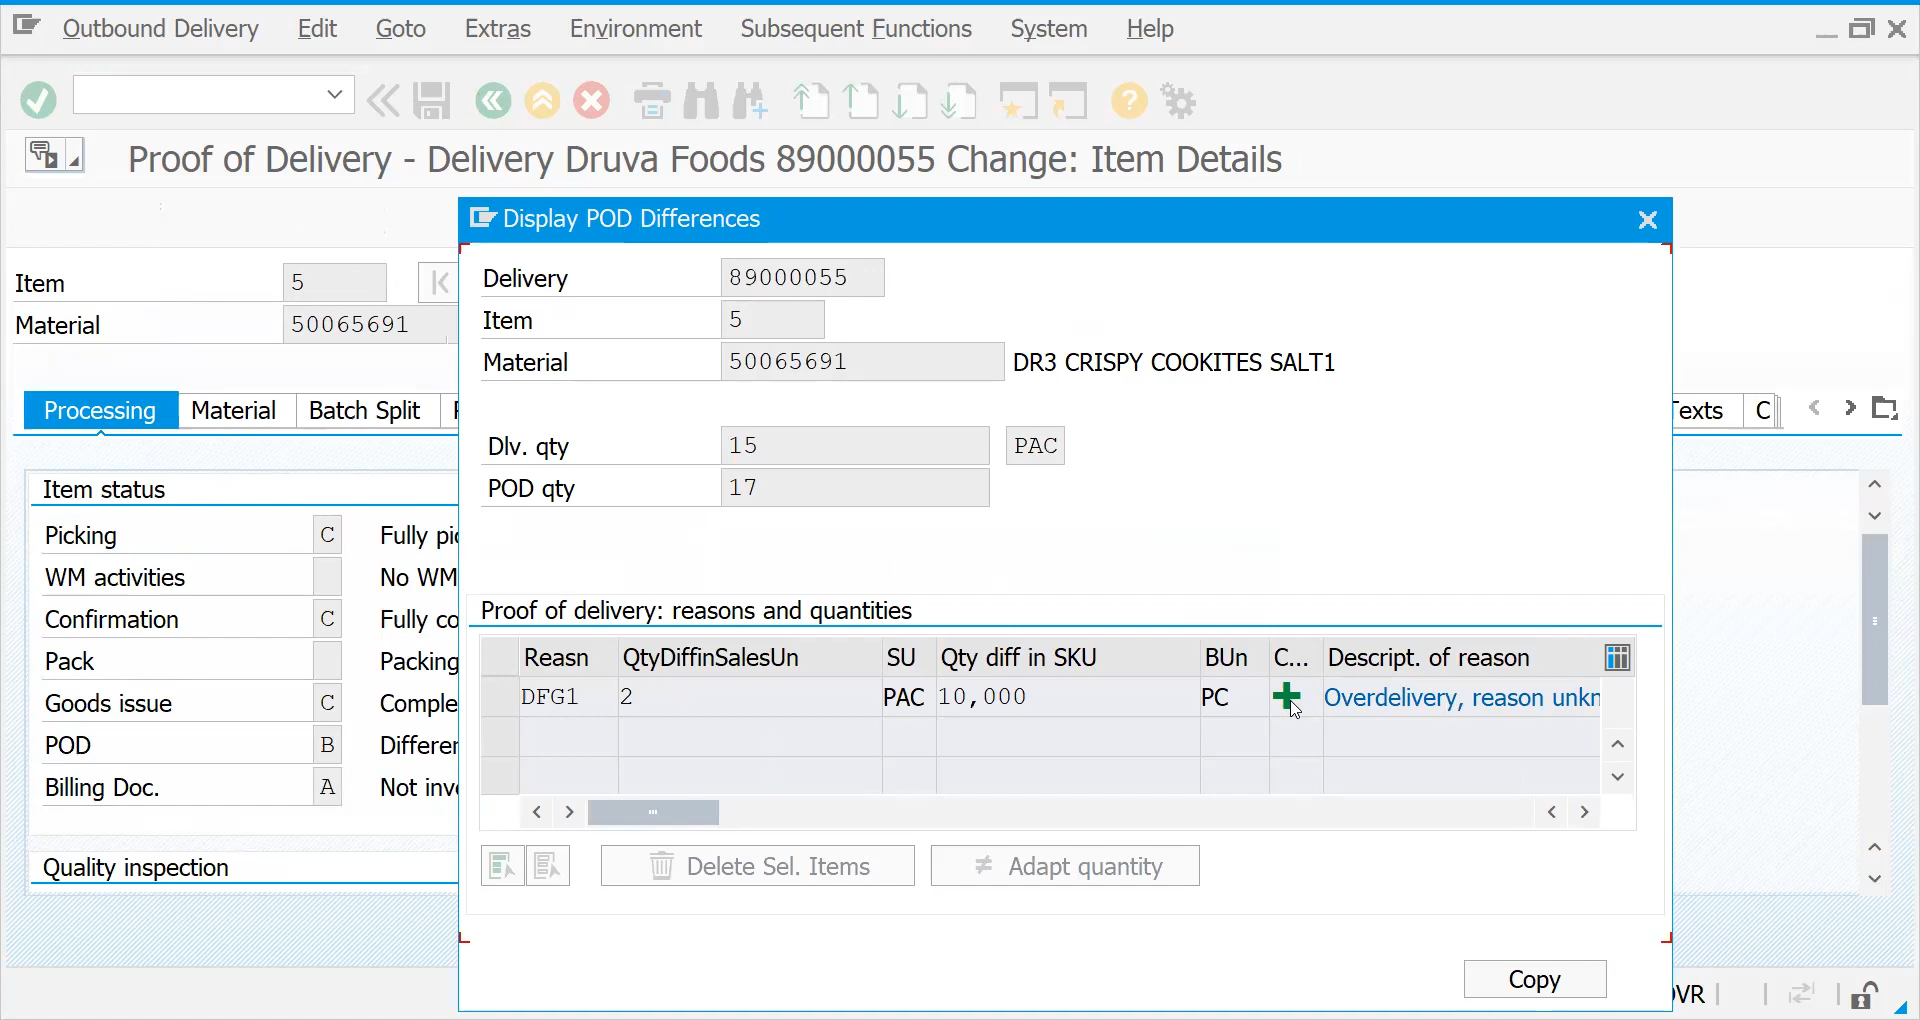 Outbound Delivery Edit Goto Extras Environment Subsequent Functions System Help
Proof of Delivery - Delivery Druva Foods 89000055 Change: Item Details
Display POD Differences
Item 5
Material 50065691
Delivery 89000055
Item 5
Material 50065691 DR3 CRISPY COOKITES SALT1
Processing Material Batch Split Texts C
Dlv. qty 15 PAC
POD qty 17
Item status
Picking C Fully pic
WM activities No WM
Confirmation C Fully co
Pack Packing
Goods issue C Comple
POD B Differen
Billing Doc. A Not invo
Quality inspection
Proof of delivery: reasons and quantities
Reasn QtyDiffinSalesUn SU Qty diff in SKU BUn C... Descript. of reason
DFG1 2 PAC 10,000 PC Overdelivery, reason unkn
Delete Sel. Items ≠ Adapt quantity
Copy
OVR